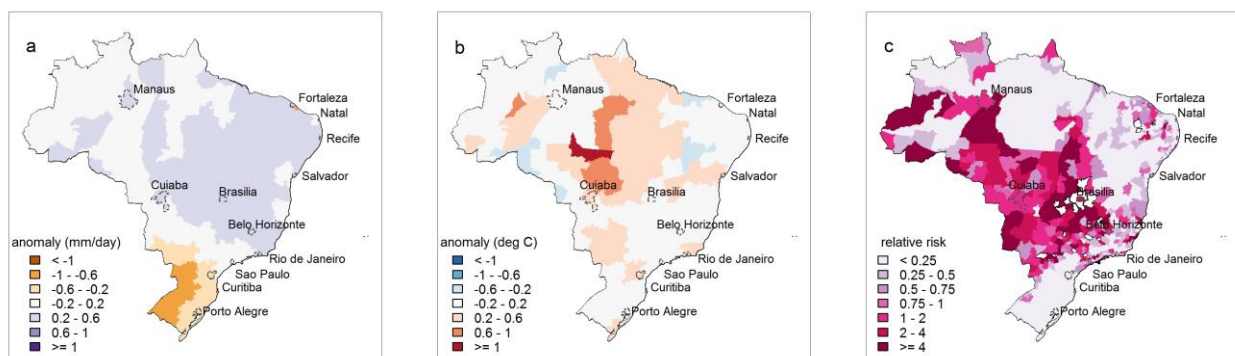 a
Manaus
Fortaleza
Natal
Recife
Salvador
Cuiaba
Brasilia
Belo Horizonte
Rio de Janeiro
Sao Paulo
Curitiba
Porto Alegre
anomaly (mm/day)
< -1
-1 - -0.6
-0.6 - -0.2
-0.2 - 0.2
0.2 - 0.6
0.6 - 1
>= 1
b
Manaus
Fortaleza
Natal
Recife
Salvador
Cuiaba
Brasilia
Belo Horizonte
Rio de Janeiro
Sao Paulo
Curitiba
Porto Alegre
anomaly (deg C)
< -1
-1 - -0.6
-0.6 - -0.2
-0.2 - 0.2
0.2 - 0.6
0.6 - 1
>= 1
c
Manaus
Fortaleza
Natal
Recife
Salvador
Cuiaba
Brasilia
Belo Horizonte
Rio de Janeiro
Sao Paulo
Curitiba
Porto Alegre
relative risk
< 0.25
0.25 - 0.5
0.5 - 0.75
0.75 - 1
1 - 2
2 - 4
>= 4